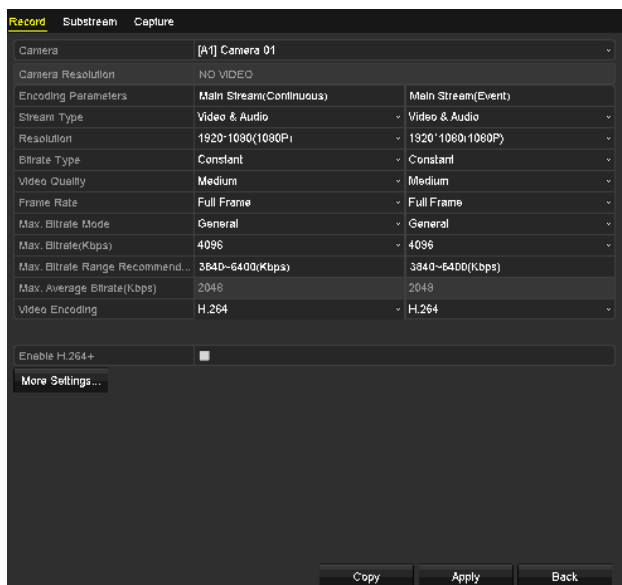 Record Substream Capture
Camera [A1] Camera 01
Camera Resolution NO VIDEO
Encoding Parameters Main Stream(Continuous) Main Stream(Event)
Stream Type Video & Audio Video & Audio
Resolution 1920*1080(1080P) 1920*1080(1080P)
Bitrate Type Constant Constant
Video Quality Medium Medium
Frame Rate Full Frame Full Frame
Max. Bitrate Mode General General
Max. Bitrate(Kbps) 4096 4096
Max. Bitrate Range Recommend... 3840~6400(Kbps) 3840~6400(Kbps)
Max. Average Bitrate(Kbps) 2048 2048
Video Encoding H.264 H.264
Enable H.264+
More Settings...
Copy Apply Back